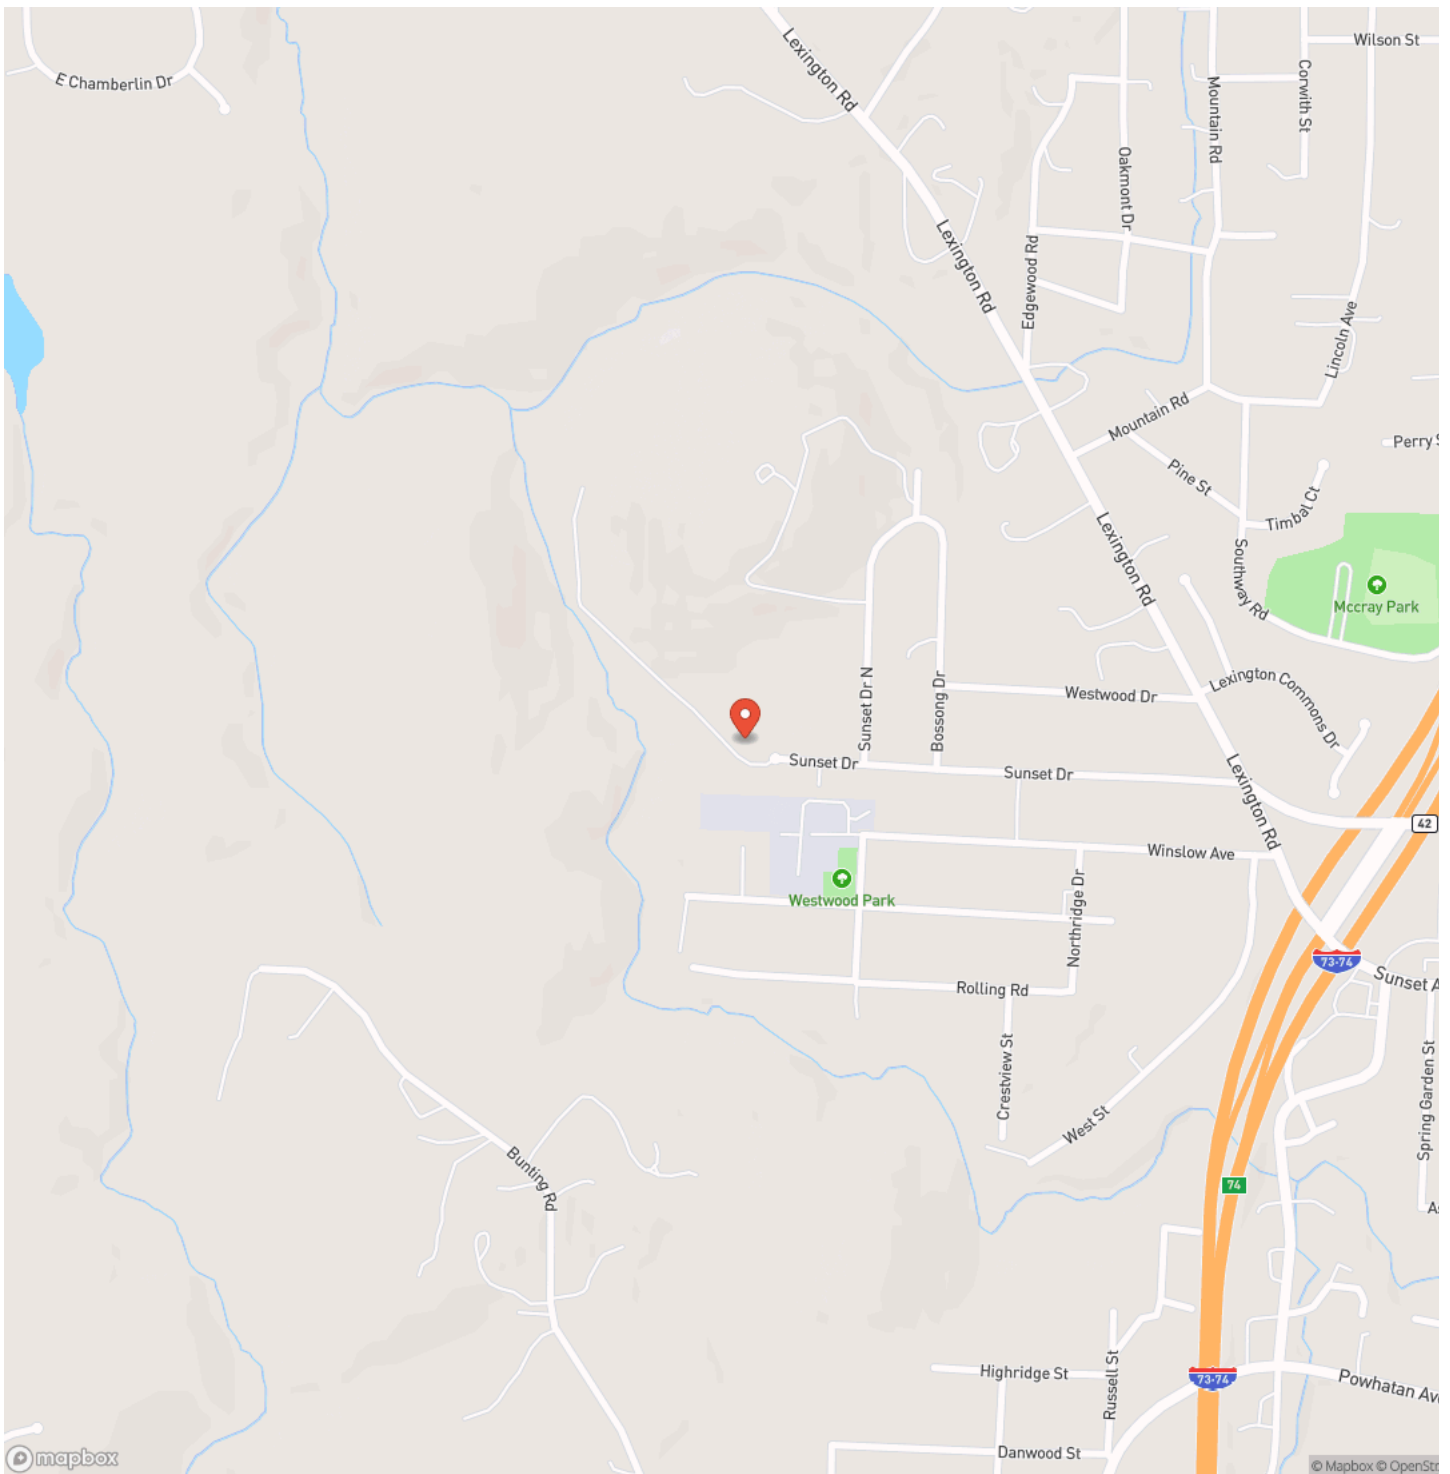 Wilson St
E Chamberlin Dr
Lexington Rd
Corwith St
Mountain Rd
Oakmont Dr
Lexington Rd
Edgewood Rd
Lincoln Ave
Mountain Rd
Perry S
Pine St
Timbal Ct
Lexington Rd
Southway Rd
Mccray Park
Lexington Commons Dr
Westwood Dr
Sunset Dr N
Bossong Dr
Sunset Dr
Sunset Dr
Lexington Rd
42
Winslow Ave
Westwood Park
Northridge Dr
73-74
Sunset A
Rolling Rd
Crestview St
Spring Garden St
West St
Bunting Rd
74
As
Highridge St
Russell St
73-74
Powhatan Av
Danwood St
mapbox
© Mapbox © OpenStr